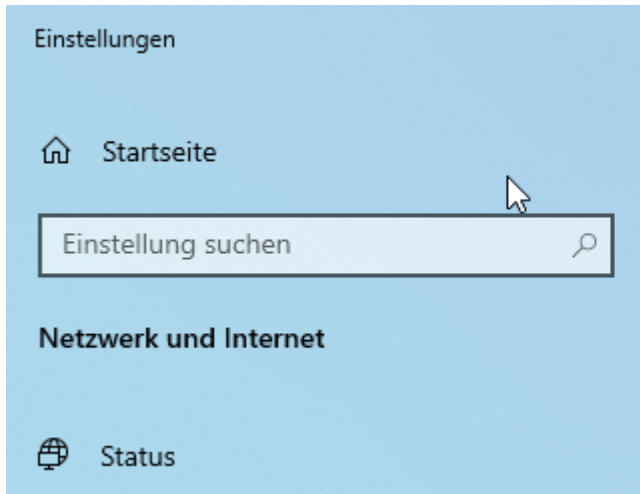 Einstellungen
Startseite
Einstellung suchen
Netzwerk und Internet
Status